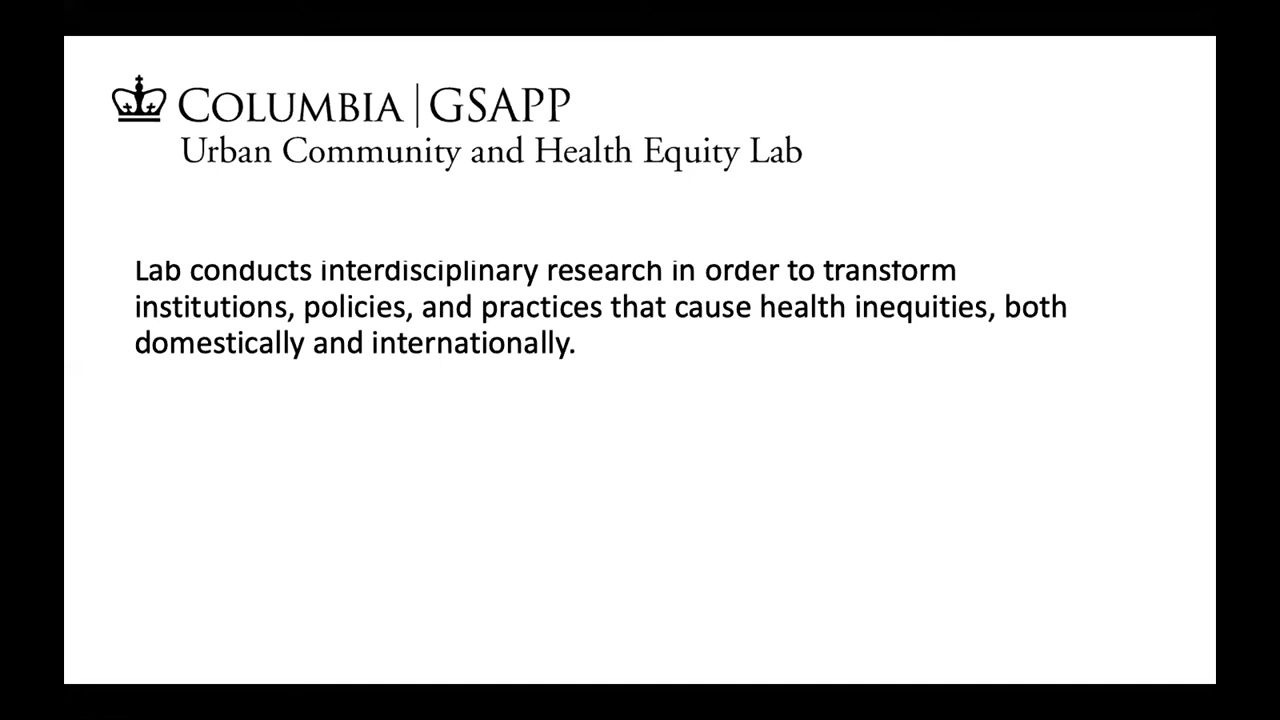 COLUMBIA | GSAPP
Urban Community and Health Equity Lab
Lab conducts interdisciplinary research in order to transform
institutions, policies, and practices that cause health inequities, both
domestically and internationally.